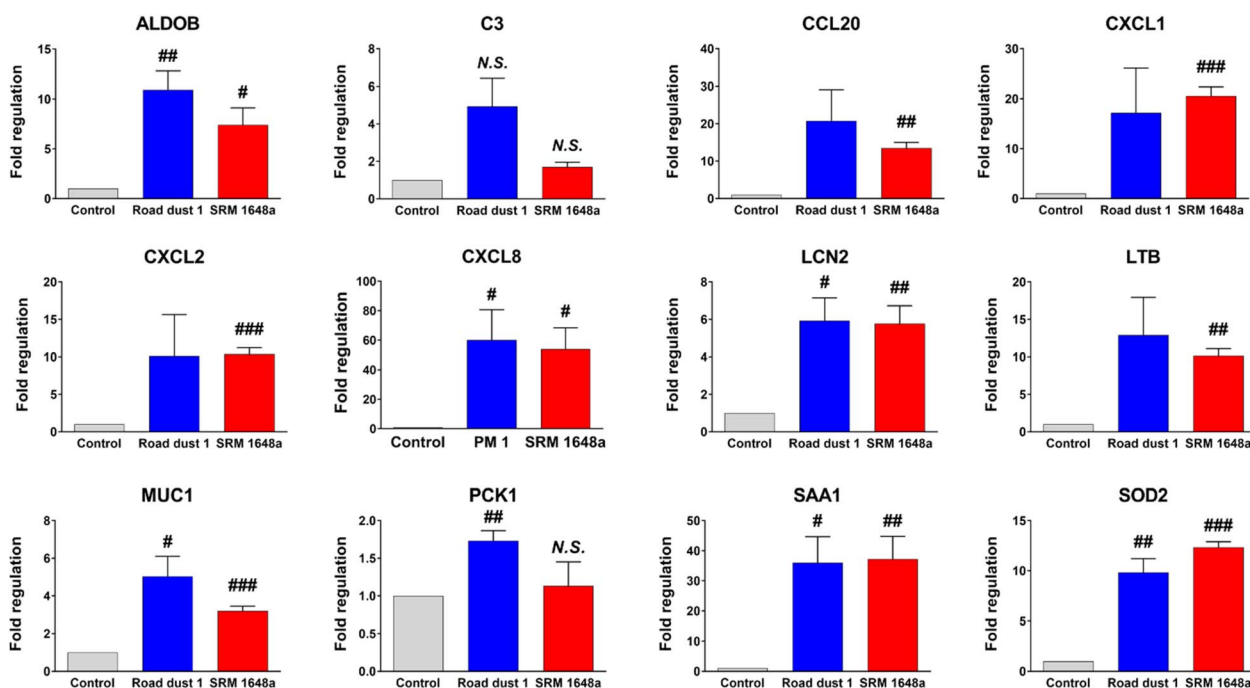 ALDOB
Fold regulation
15
10
5
0
##
#
Control Road dust 1 SRM 1648a
C3
Fold regulation
8
6
4
2
0
N.S.
N.S.
Control Road dust 1 SRM 1648a
CCL20
Fold regulation
40
30
20
10
0
##
Control Road dust 1 SRM 1648a
CXCL1
Fold regulation
30
20
10
0
###
Control Road dust 1 SRM 1648a
CXCL2
Fold regulation
20
15
10
5
0
###
Control Road dust 1 SRM 1648a
CXCL8
Fold regulation
100
80
60
40
20
0
#
#
Control PM 1 SRM 1648a
LCN2
Fold regulation
8
6
4
2
0
#
##
Control Road dust 1 SRM 1648a
LTB
Fold regulation
20
15
10
5
0
##
Control Road dust 1 SRM 1648a
MUC1
Fold regulation
8
6
4
2
0
#
###
Control Road dust 1 SRM 1648a
PCK1
Fold regulation
2.0
1.5
1.0
0.5
0.0
##
N.S.
Control Road dust 1 SRM 1648a
SAA1
Fold regulation
50
40
30
20
10
0
#
##
Control Road dust 1 SRM 1648a
SOD2
Fold regulation
15
10
5
0
##
###
Control Road dust 1 SRM 1648a